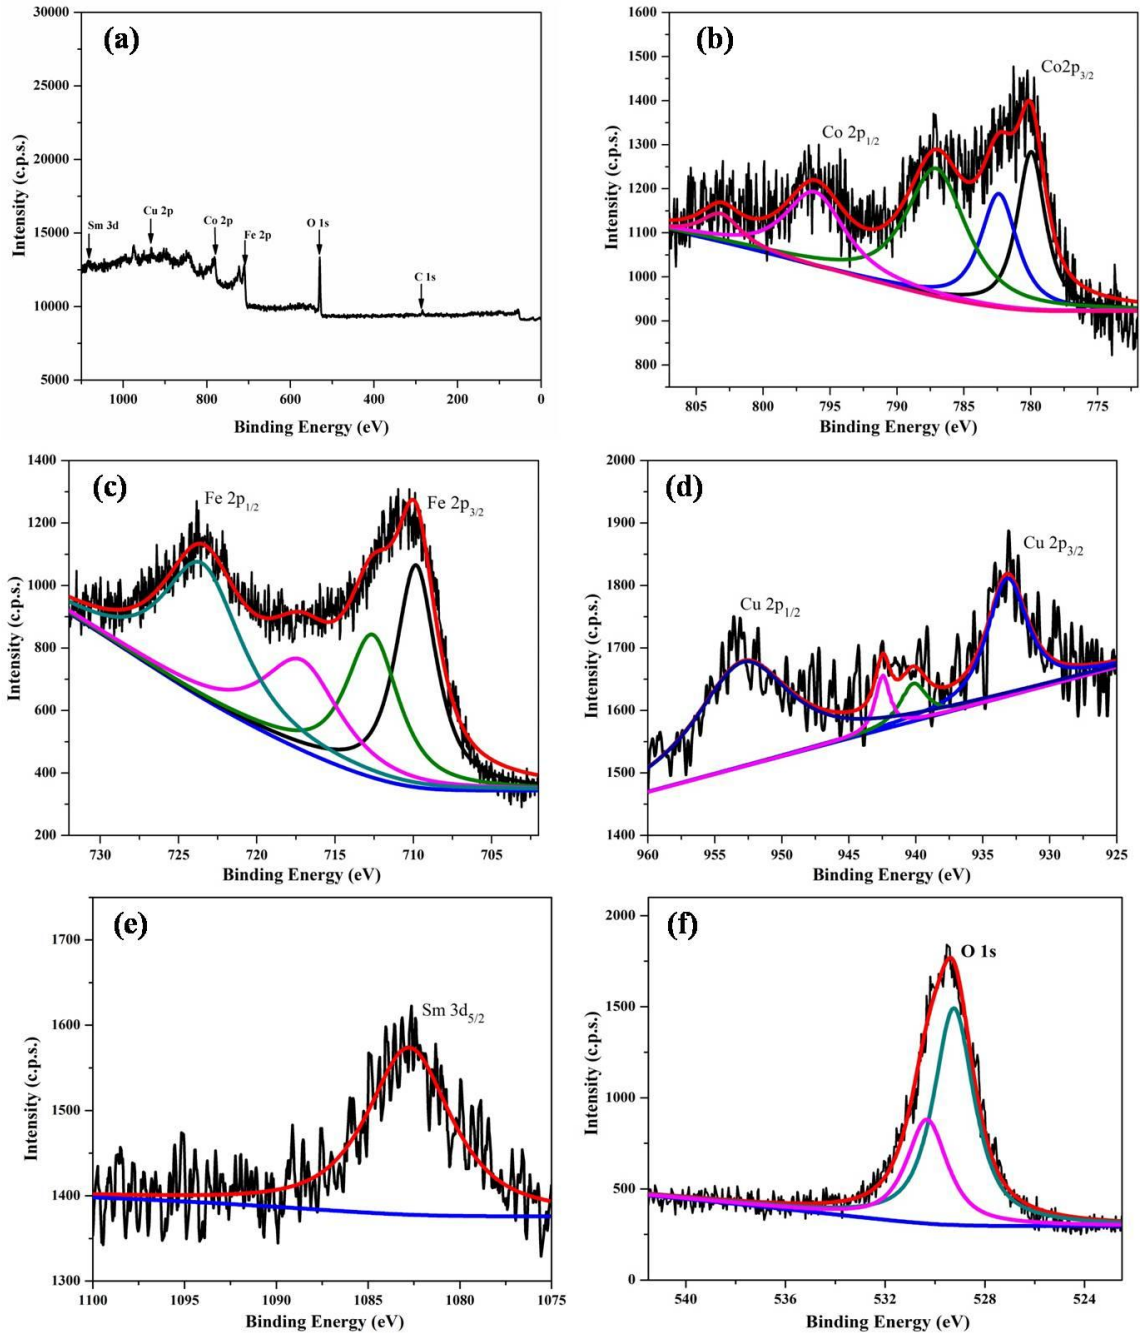 (a)
30000
25000
20000
15000
10000
5000
Intensity (c.p.s.)
Sm 3d
Cu 2p
Co 2p
Fe 2p
O 1s
C 1s
1000 800 600 400 200 0
Binding Energy (eV)
(b)
1600
1500
1400
1300
1200
1100
1000
900
800
Intensity (c.p.s.)
Co2p3/2
Co 2p1/2
805 800 795 790 785 780 775
Binding Energy (eV)
(c)
1400
1200
1000
800
600
400
200
Intensity (c.p.s.)
Fe 2p1/2
Fe 2p3/2
730 725 720 715 710 705
Binding Energy (eV)
(d)
2000
1900
1800
1700
1600
1500
1400
Intensity (c.p.s.)
Cu 2p3/2
Cu 2p1/2
960 955 950 945 940 935 930 925
Binding Energy (eV)
(e)
1700
1600
1500
1400
1300
Intensity (c.p.s.)
Sm 3d5/2
1100 1095 1090 1085 1080 1075
Binding Energy (eV)
(f)
2000
1500
1000
500
0
Intensity (c.p.s.)
O 1s
540 536 532 528 524
Binding Energy (eV)